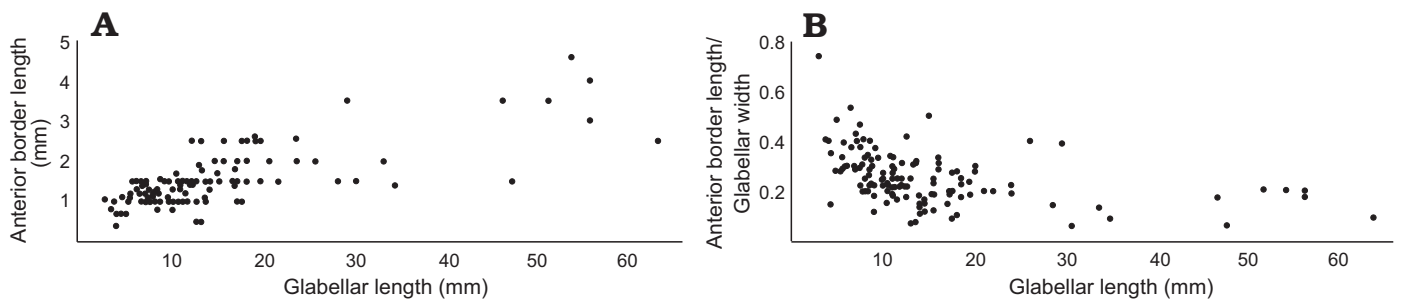 A
Anterior border length
(mm)
5
4
3
2
1
10 20 30 40 50 60
Glabellar length (mm)
B
Anterior border length/
Glabellar width
0.8
0.6
0.4
0.2
10 20 30 40 50 60
Glabellar length (mm)